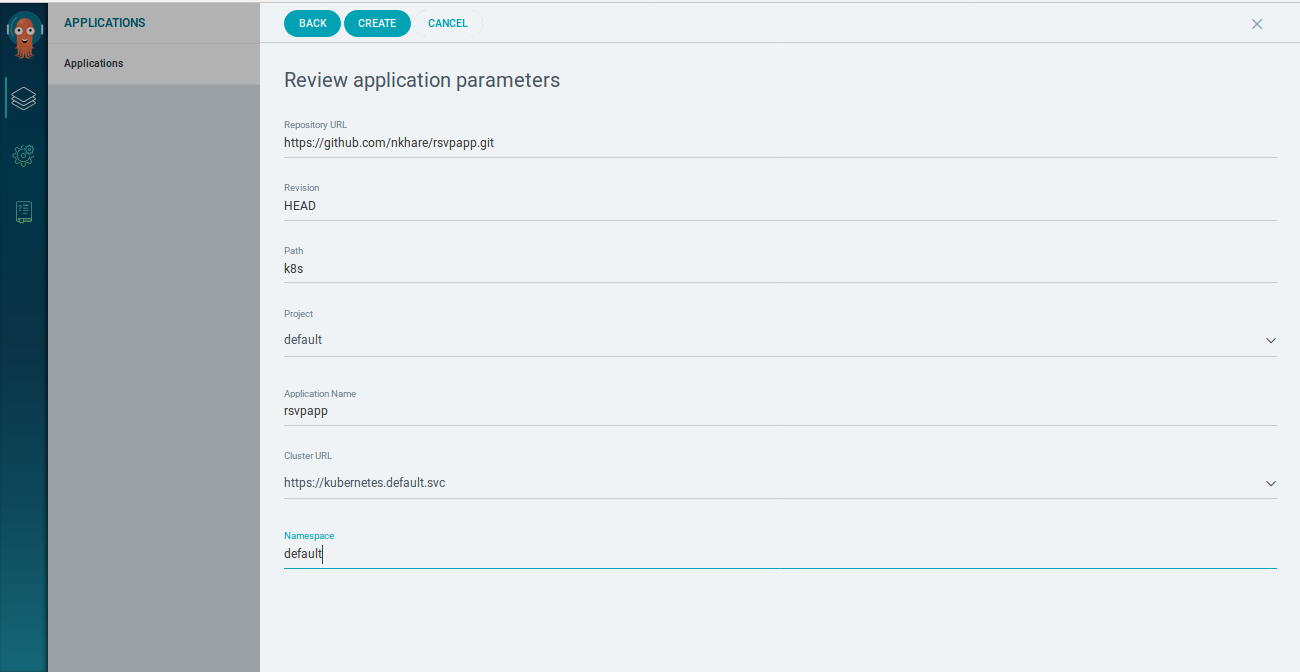 APPLICATIONS
Applications
BACK
CREATE
CANCEL
Review application parameters
Repository URL
https://github.com/nkhare/rsvpapp.git
Revision
HEAD
Path
k8s
Project
default
Application Name
rsvpapp
Cluster URL
https://kubernetes.default.svc
Namespace
default